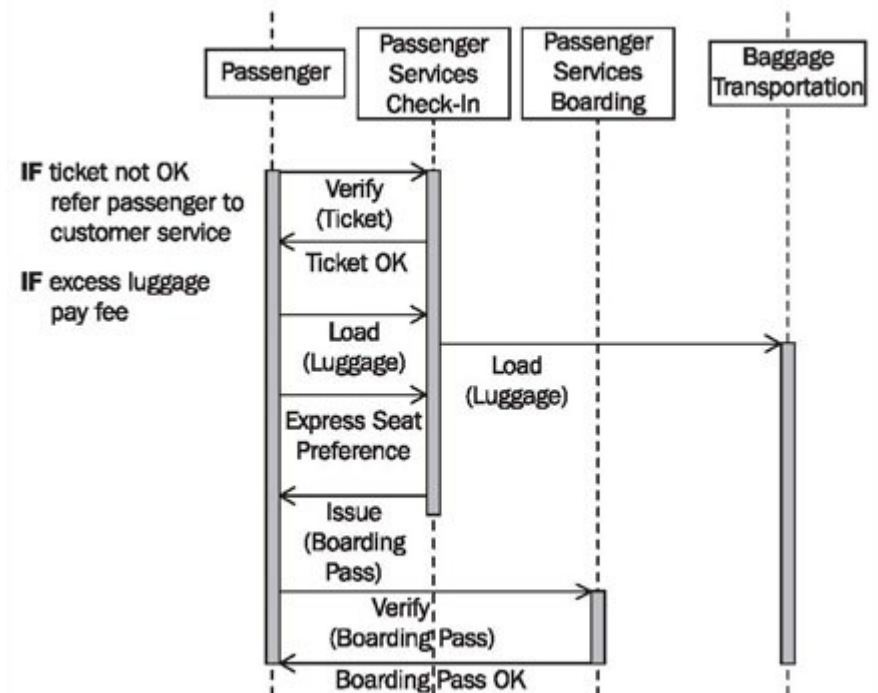 Passenger
Passenger
Services
Check-In
Passenger
Services
Boarding
Baggage
Transportation
IF ticket not OK
refer passenger to
customer service
IF excess luggage
pay fee
Verify
(Ticket)
Ticket OK
Load
(Luggage)
Load
(Luggage)
Express Seat
Preference
Issue
(Boarding
Pass)
Verify
(Boarding Pass)
Boarding Pass OK